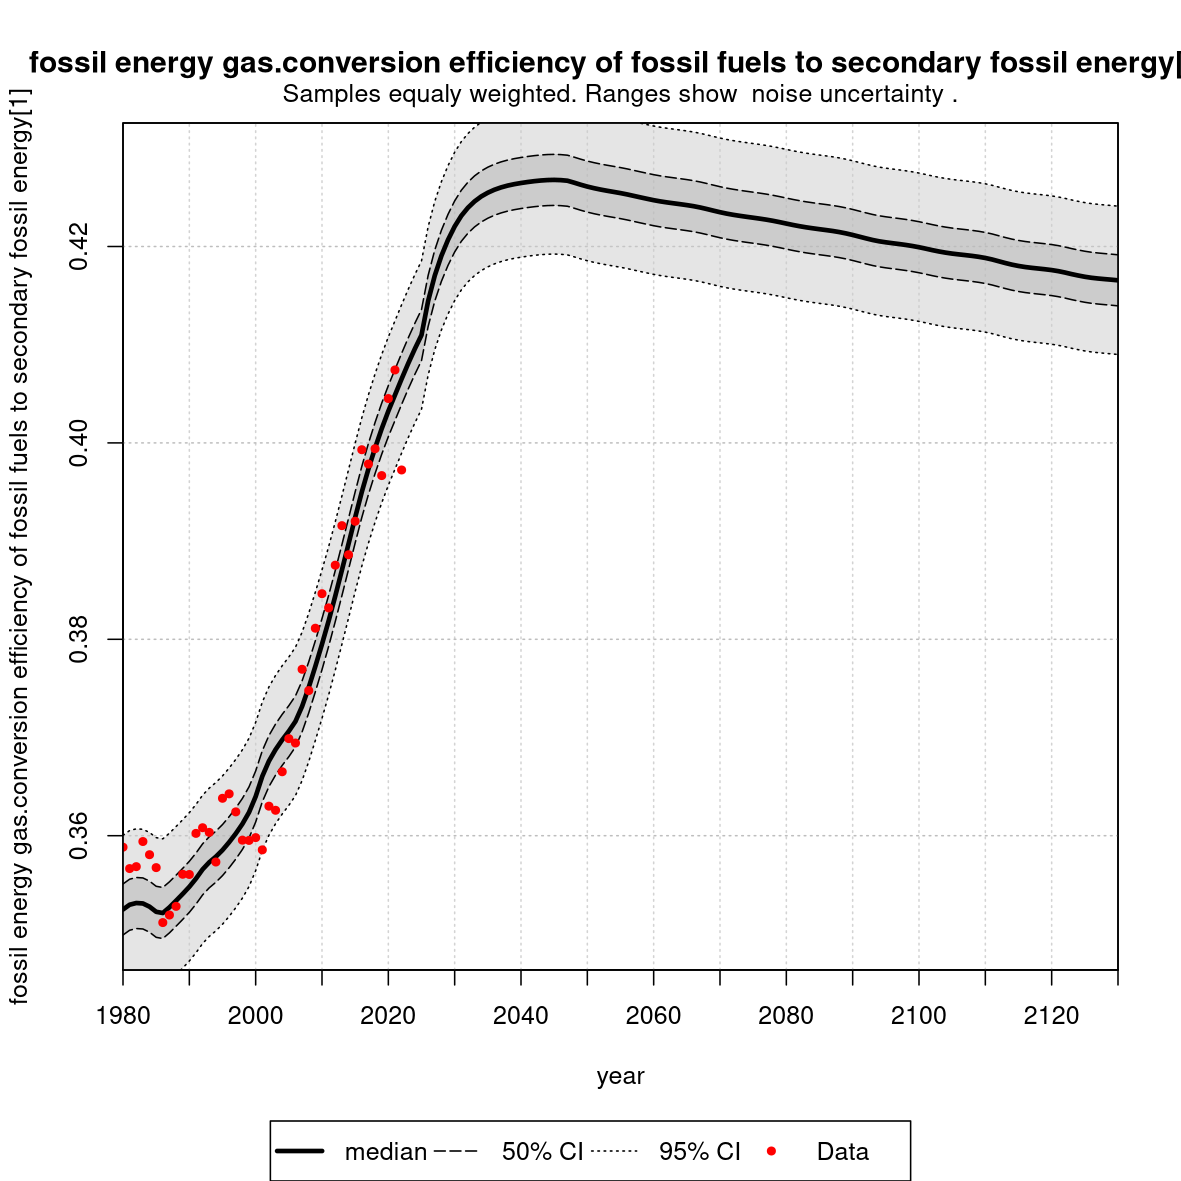 fossil energy gas.conversion efficiency of fossil fuels to secondary fossil energy|
Samples equaly weighted. Ranges show  noise uncertainty .
fossil energy gas.conversion efficiency of fossil fuels to secondary fossil energy[1]
0.42
0.40
0.38
0.36
1980 2000 2020 2040 2060 2080 2100 2120
year
median 50% CI 95% CI Data